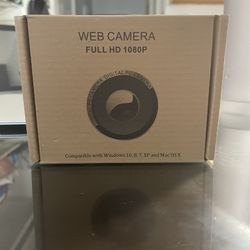 WEB CAMERA
FULL HD 1080P
Compatible with Windows 10, 8, 7, XP and Mac OS X